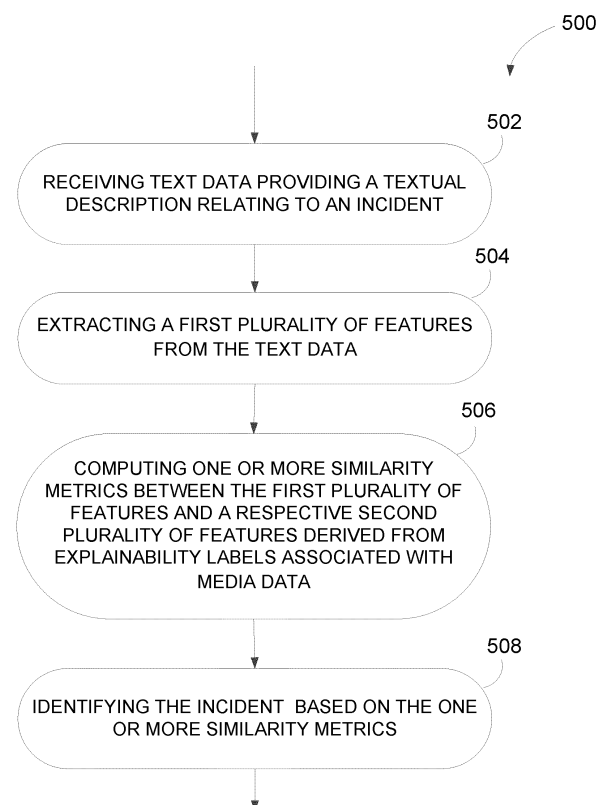 500
502
RECEIVING TEXT DATA PROVIDING A TEXTUAL
DESCRIPTION RELATING TO AN INCIDENT
504
EXTRACTING A FIRST PLURALITY OF FEATURES
FROM THE TEXT DATA
506
COMPUTING ONE OR MORE SIMILARITY
METRICS BETWEEN THE FIRST PLURALITY OF
FEATURES AND A RESPECTIVE SECOND
PLURALITY OF FEATURES DERIVED FROM
EXPLAINABILITY LABELS ASSOCIATED WITH
MEDIA DATA
508
IDENTIFYING THE INCIDENT BASED ON THE ONE
OR MORE SIMILARITY METRICS